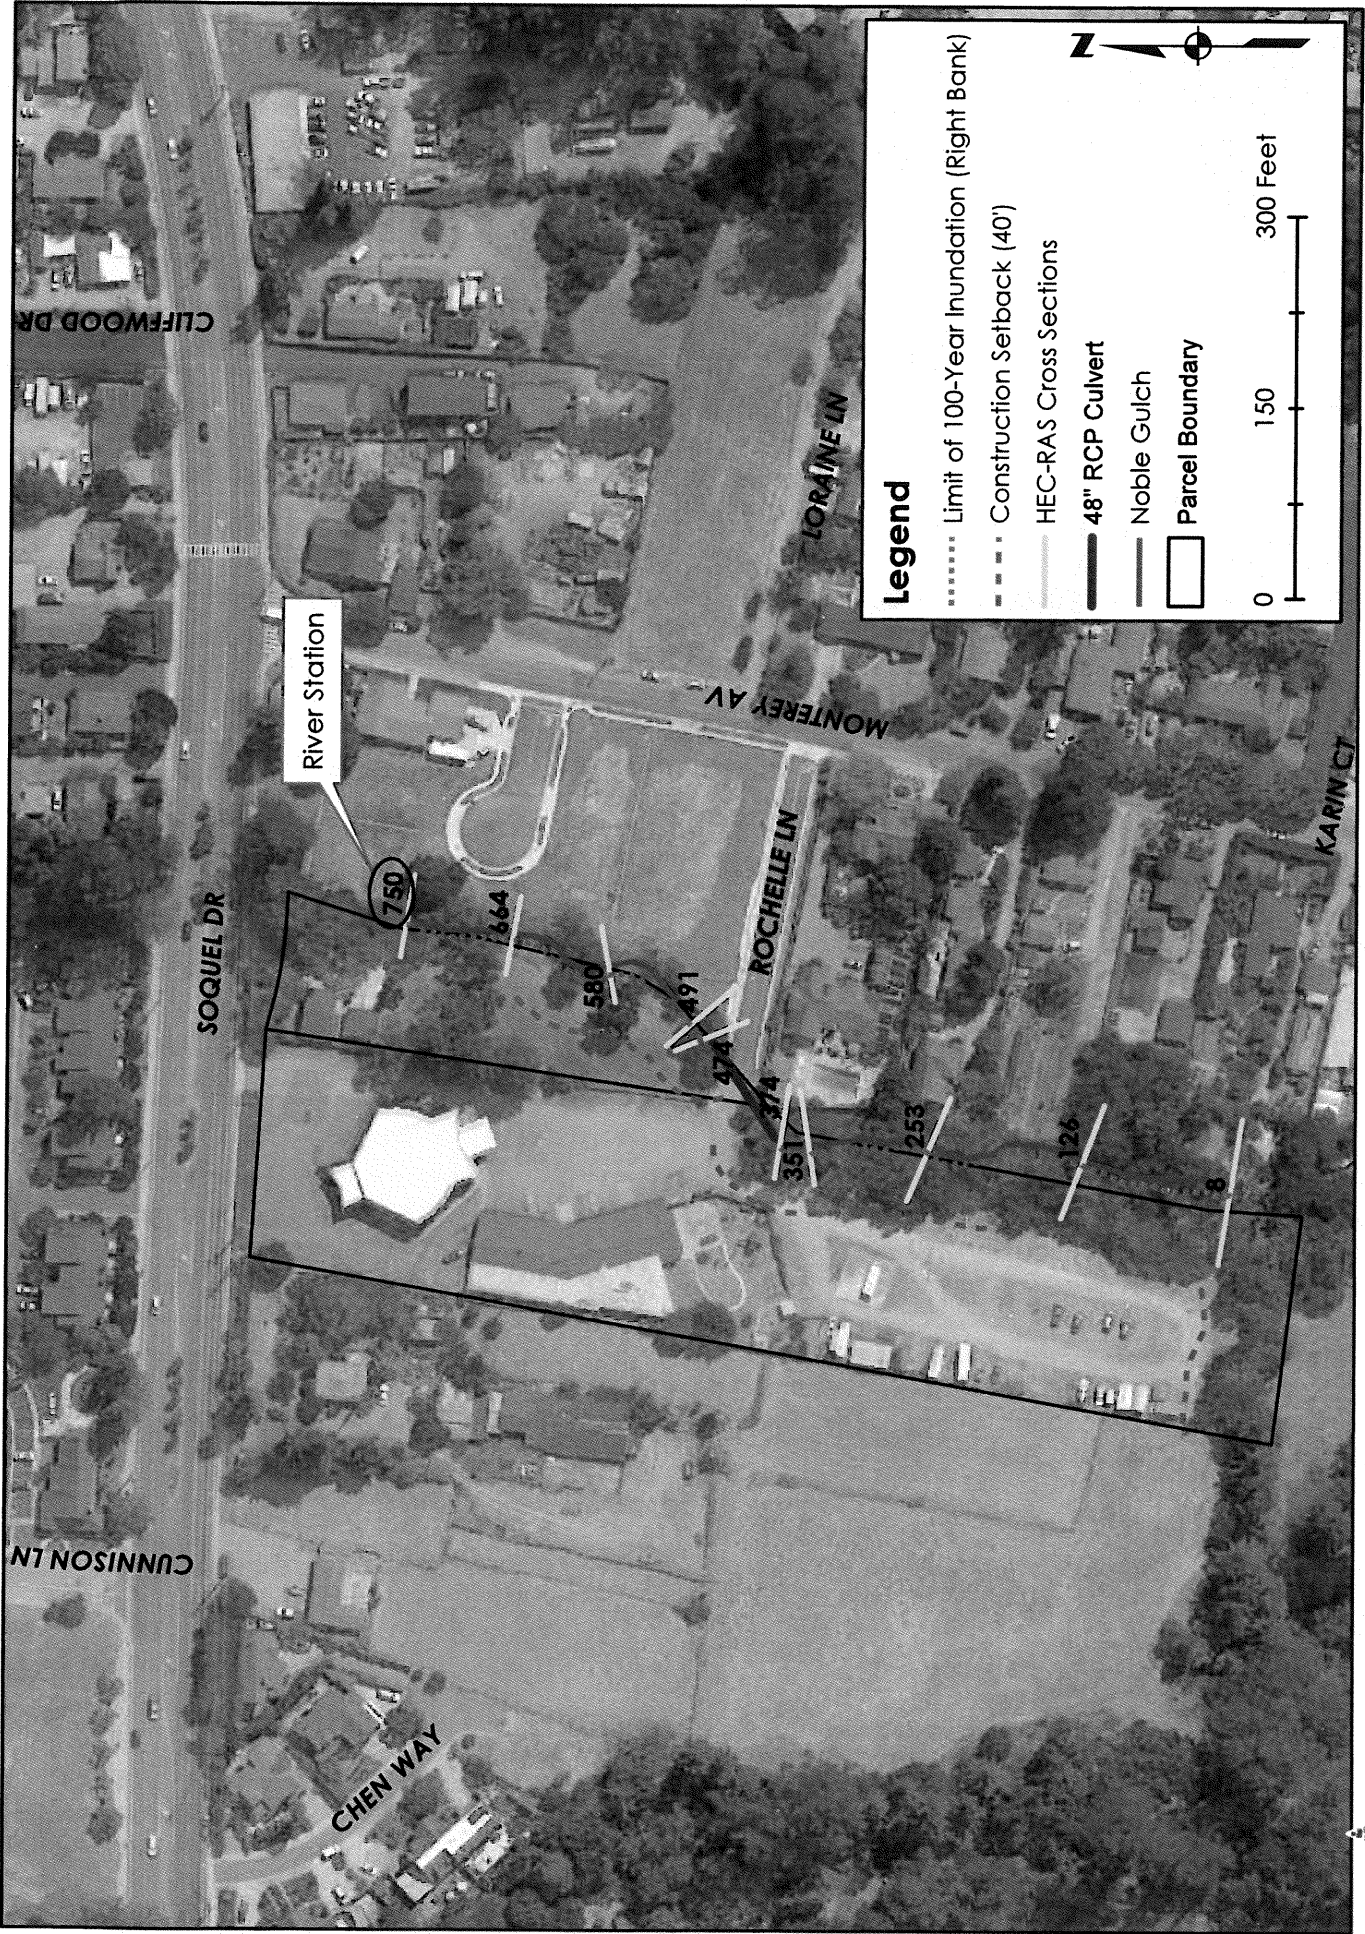 CUNNISON LN
CLIFFWOOD DR
SOQUEL DR
CHEN WAY
River Station
750
664
580
491
474
374
351
253
126
8
ROCHELLE LN
MONTEREY AV
LORAINE LN
KARIN CT
Legend
Limit of 100-Year Inundation (Right Bank)
Construction Setback (40')
HEC-RAS Cross Sections
48" RCP Culvert
Noble Gulch
Parcel Boundary
0 150 300 Feet
N